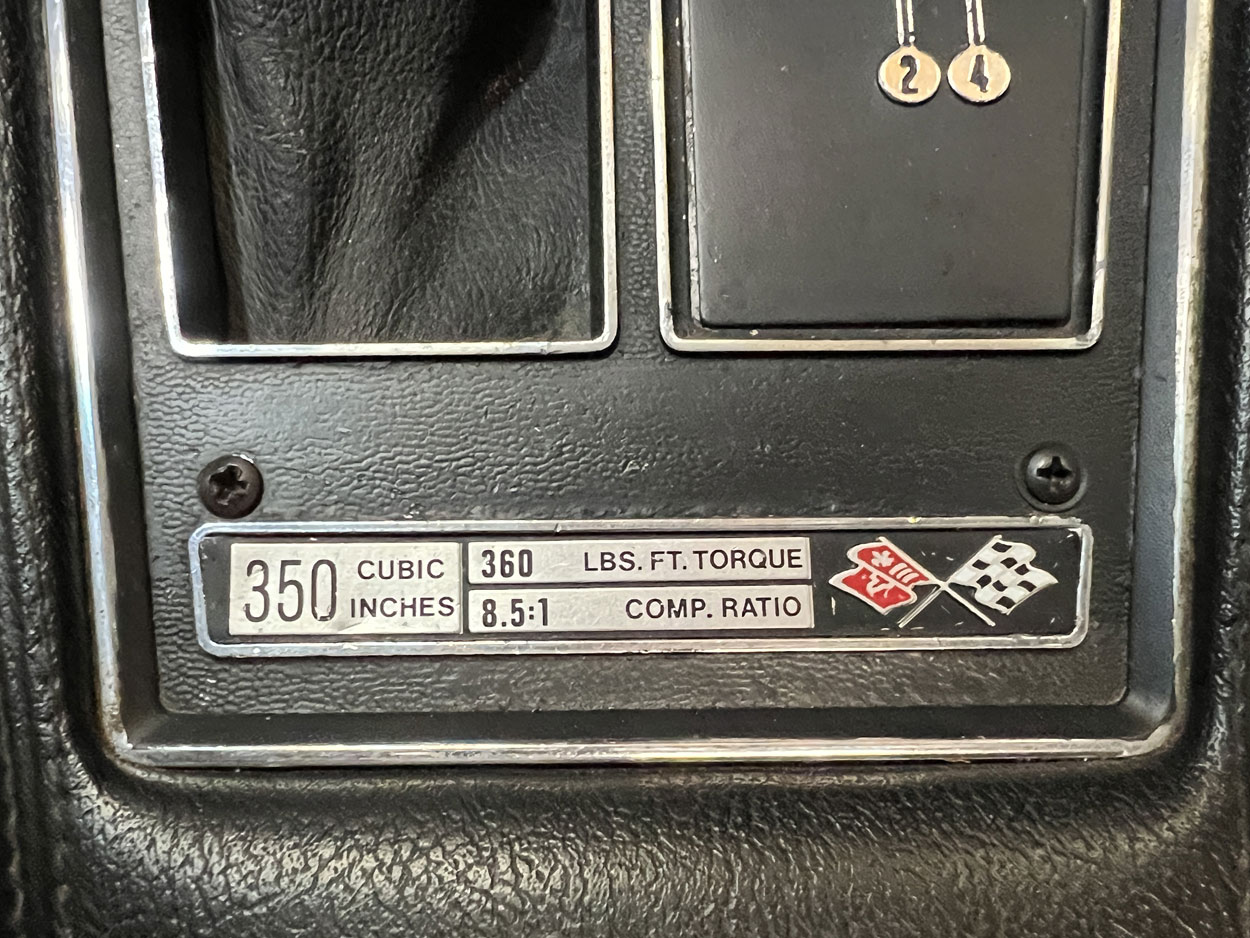 2 4
350 CUBIC INCHES
360 LBS. FT. TORQUE
8.5:1 COMP. RATIO